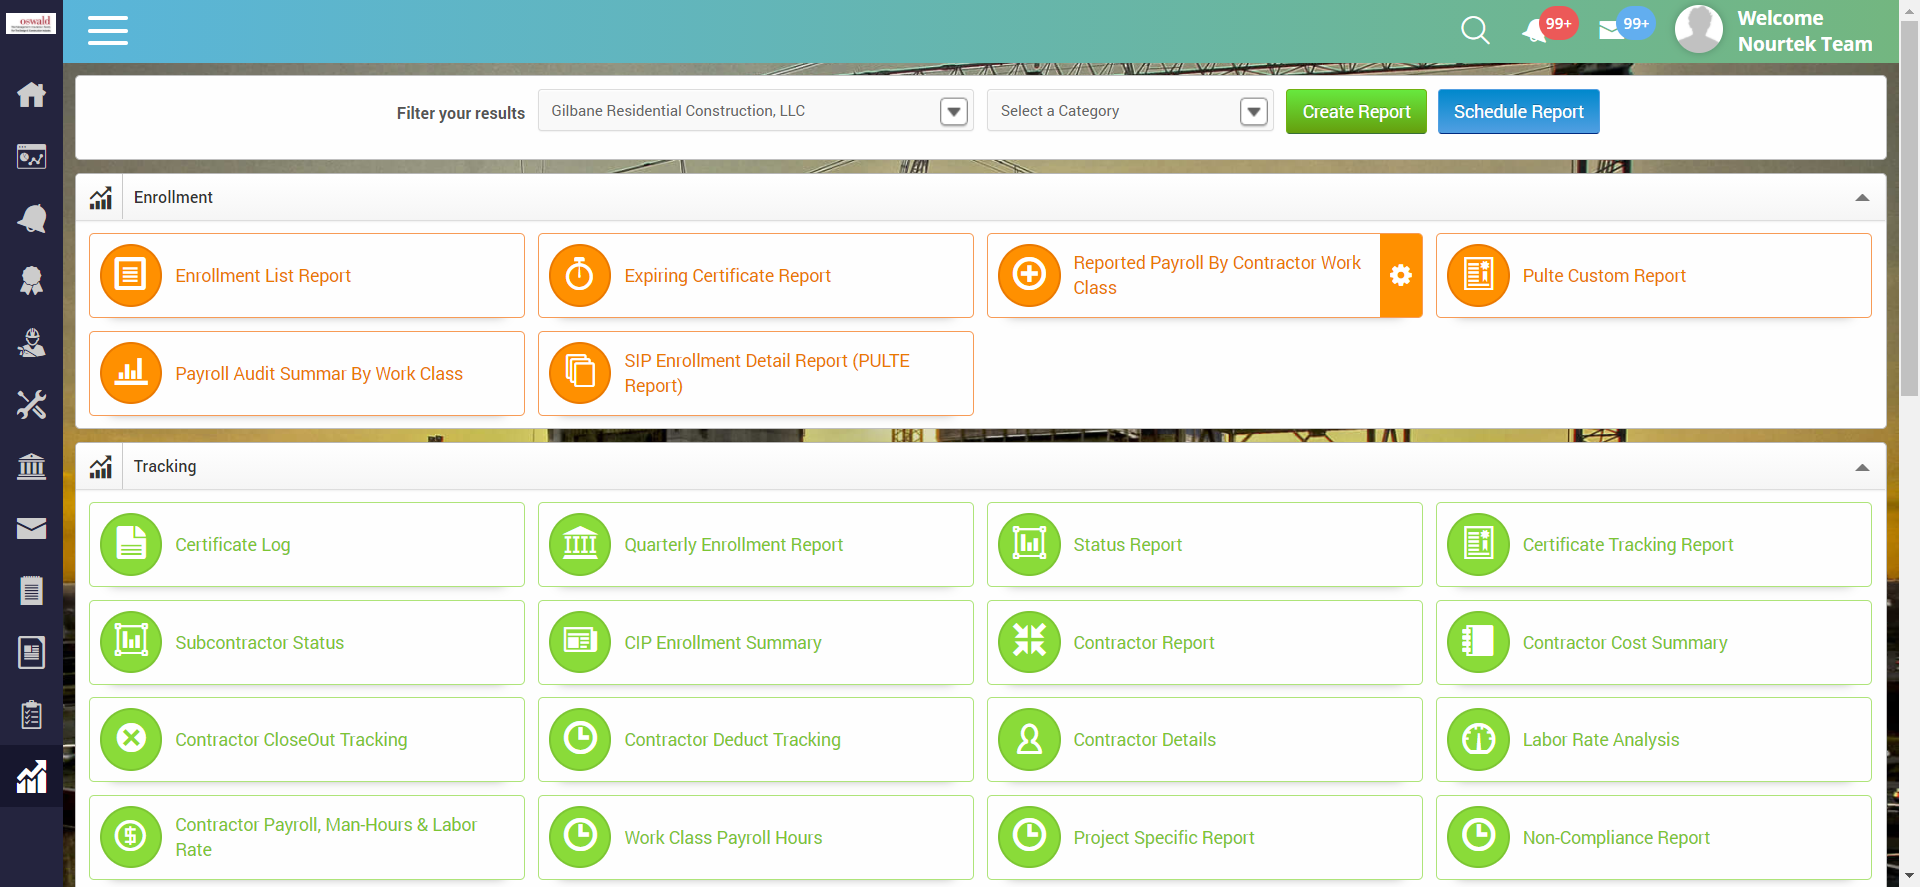 oswald
99+
99+
Welcome
Nourtek Team
Filter your results
Gilbane Residential Construction, LLC
Select a Category
Create Report
Schedule Report
Enrollment
Enrollment List Report
Expiring Certificate Report
Reported Payroll By Contractor Work
Class
Pulte Custom Report
Payroll Audit Summar By Work Class
SIP Enrollment Detail Report (PULTE
Report)
Tracking
Certificate Log
Quarterly Enrollment Report
Status Report
Certificate Tracking Report
Subcontractor Status
CIP Enrollment Summary
Contractor Report
Contractor Cost Summary
Contractor CloseOut Tracking
Contractor Deduct Tracking
Contractor Details
Labor Rate Analysis
Contractor Payroll, Man-Hours & Labor
Rate
Work Class Payroll Hours
Project Specific Report
Non-Compliance Report